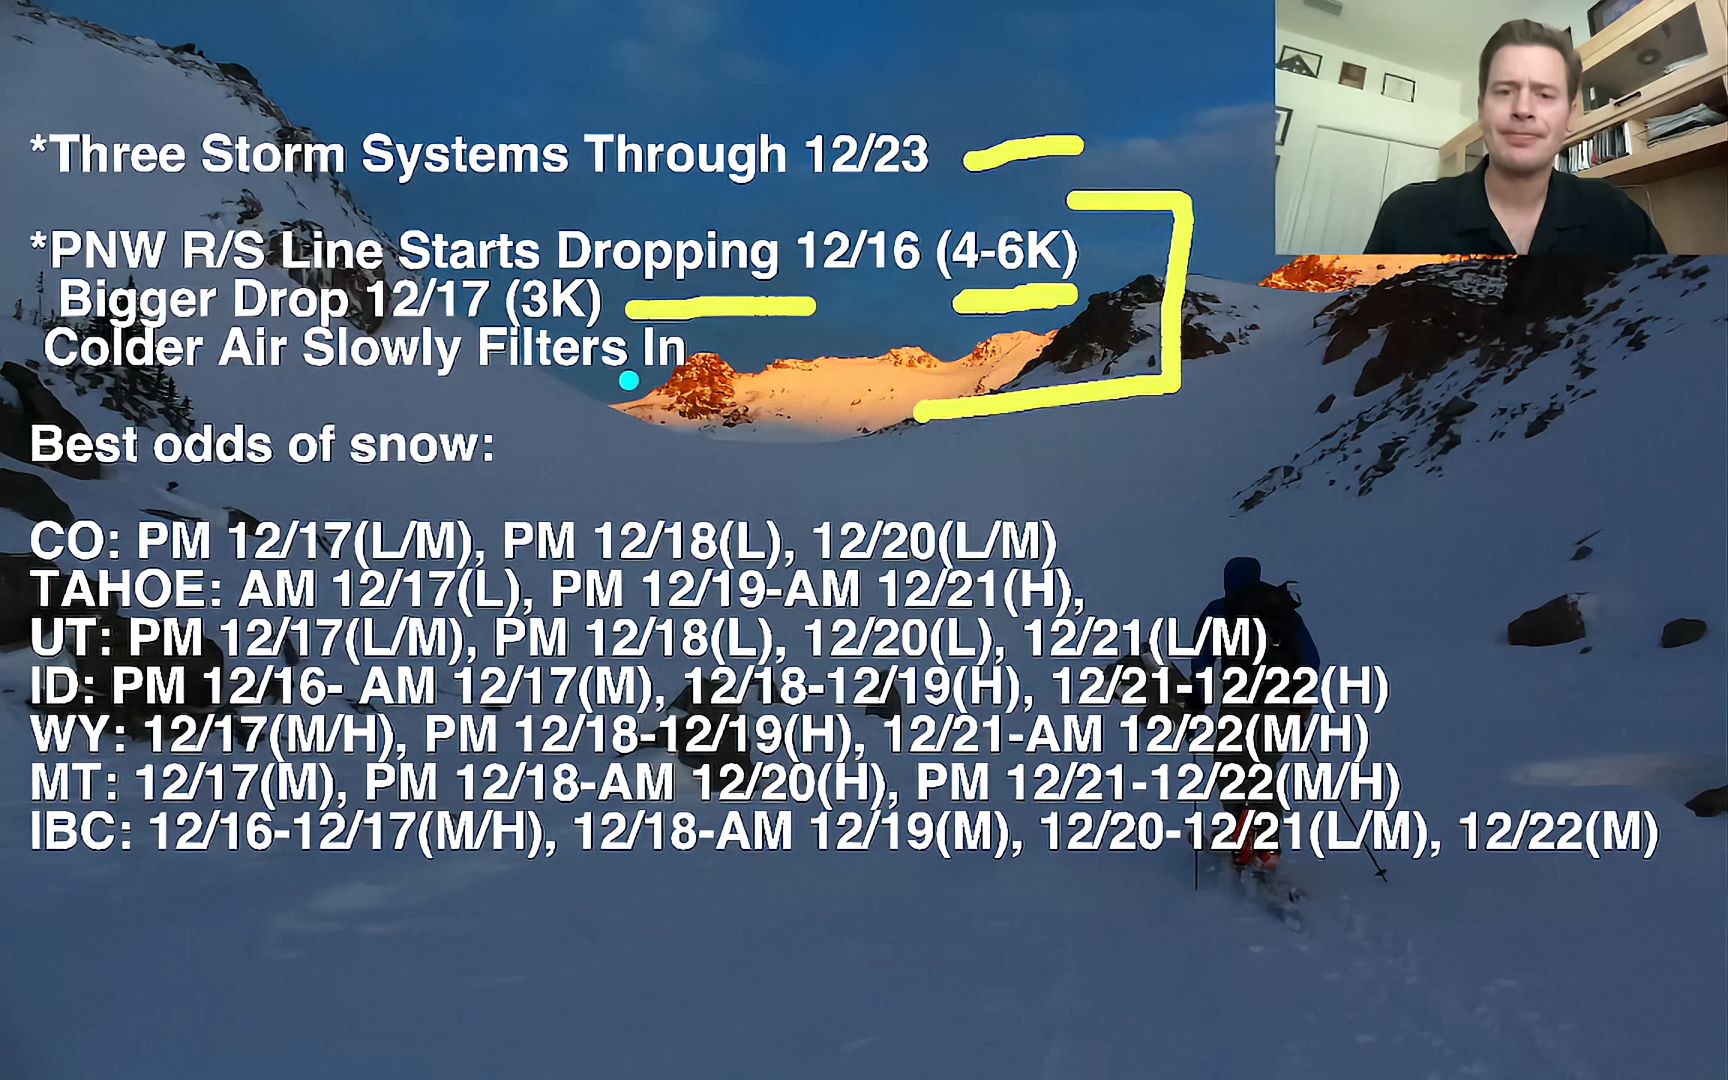 *Three Storm Systems Through 12/23
*PNW R/S Line Starts Dropping 12/16 (4-6K)
Bigger Drop 12/17 (3K)
Colder Air Slowly Filters In
Best odds of snow:
CO: PM 12/17(L/M), PM 12/18(L), 12/20(L/M)
TAHOE: AM 12/17(L), PM 12/19-AM 12/21(H),
UT: PM 12/17(L/M), PM 12/18(L), 12/20(L), 12/21(L/M)
ID: PM 12/16- AM 12/17(M), 12/18-12/19(H), 12/21-12/22(H)
WY: 12/17(M/H), PM 12/18-12/19(H), 12/21-AM 12/22(M/H)
MT: 12/17(M), PM 12/18-AM 12/20(H), PM 12/21-12/22(M/H)
IBC: 12/16-12/17(M/H), 12/18-AM 12/19(M), 12/20-12/21(L/M), 12/22(M)